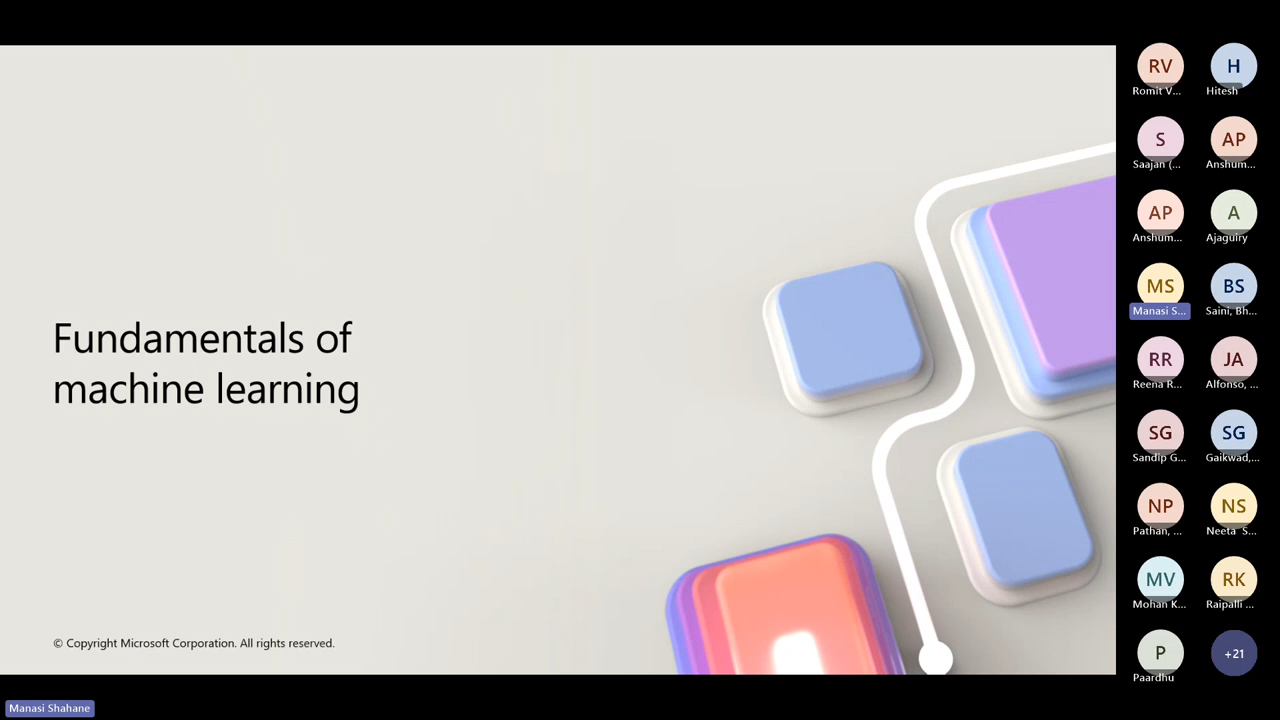 Fundamentals of
machine learning
© Copyright Microsoft Corporation. All rights reserved.
Manasi Shahane
RV H
Romit V... Hitesh
S AP
Saajan (... Anshum...
AP A
Anshum... Ajaguiry
MS BS
Manasi S... Saini, Bh...
RR JA
Reena R... Alfonso, ...
SG SG
Sandip G... Gaikwad,...
NP NS
Pathan, ... Neeta S...
MV RK
Mohan K... Raipalli ...
P +21
Paardhu